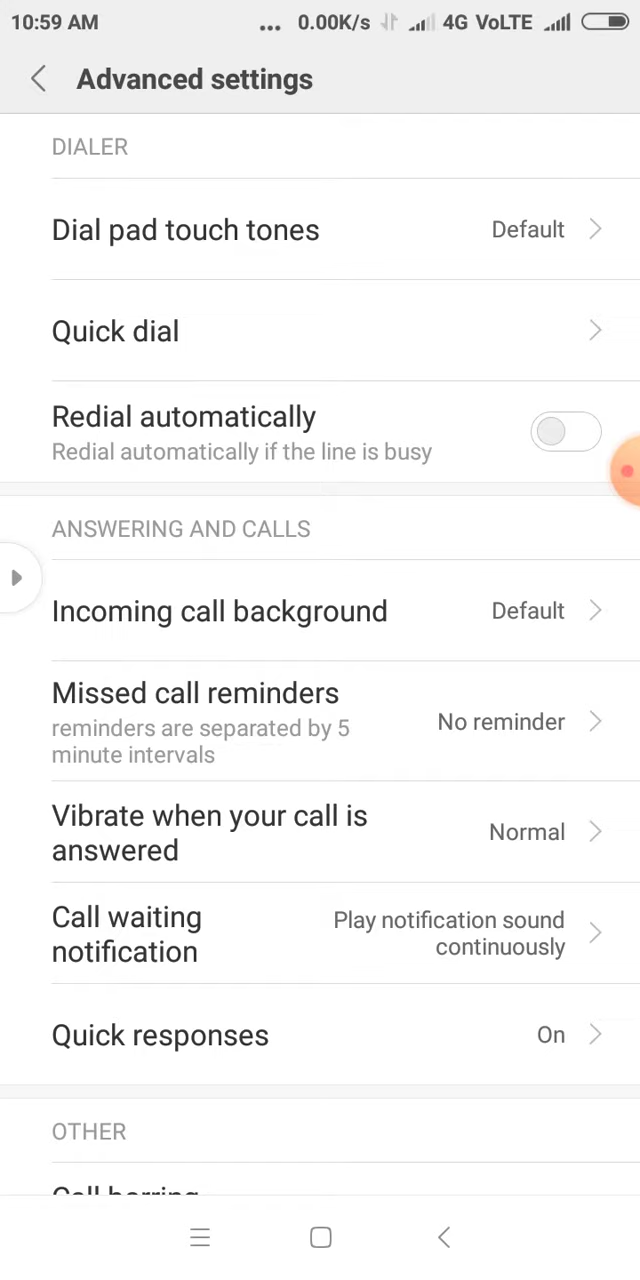 10:59 AM ... 0.00K/s 4G VoLTE
Advanced settings
DIALER
Dial pad touch tones Default
Quick dial
Redial automatically
Redial automatically if the line is busy
ANSWERING AND CALLS
Incoming call background Default
Missed call reminders
reminders are separated by 5
minute intervals
No reminder
Vibrate when your call is
answered
Normal
Call waiting
notification
Play notification sound
continuously
Quick responses On
OTHER
Call barring